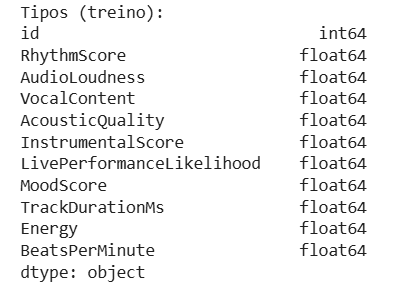 Tipos (treino):
id int64
RhythmScore float64
AudioLoudness float64
VocalContent float64
AcousticQuality float64
InstrumentalScore float64
LivePerformanceLikelihood float64
MoodScore float64
TrackDurationMs float64
Energy float64
BeatsPerMinute float64
dtype: object